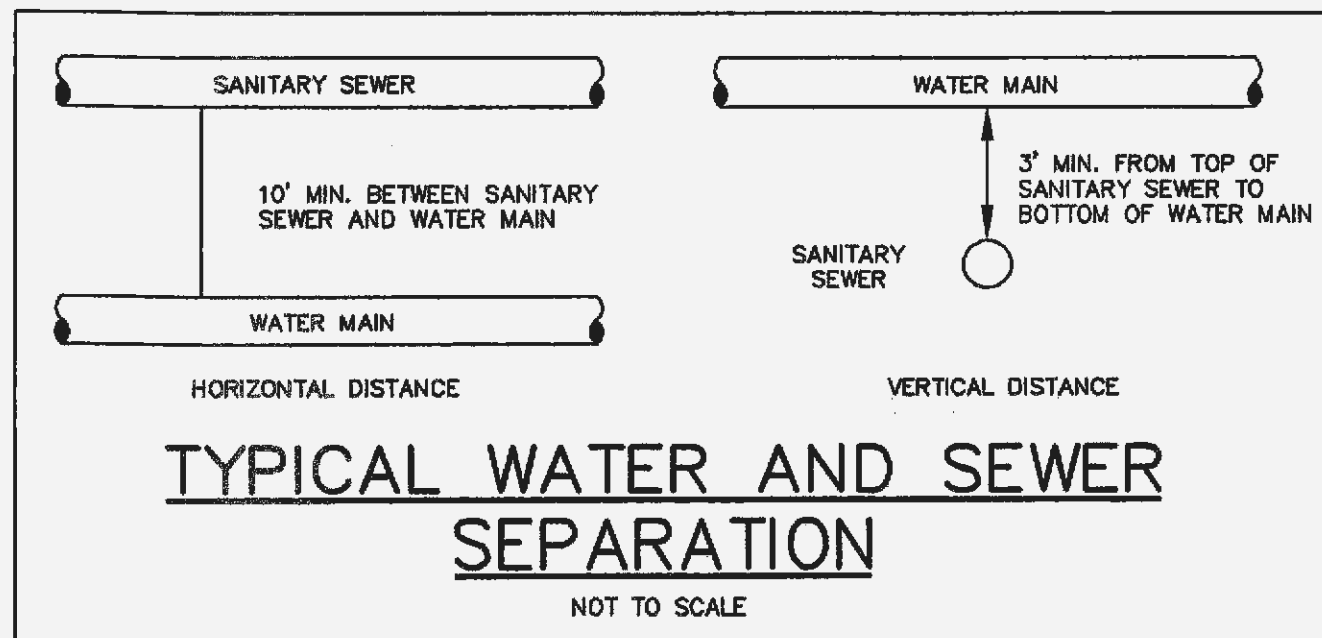 SANITARY SEWER
10' MIN. BETWEEN SANITARY
SEWER AND WATER MAIN
WATER MAIN
HORIZONTAL DISTANCE
WATER MAIN
3' MIN. FROM TOP OF
SANITARY SEWER TO
BOTTOM OF WATER MAIN
SANITARY
SEWER
VERTICAL DISTANCE
TYPICAL WATER AND SEWER
SEPARATION
NOT TO SCALE